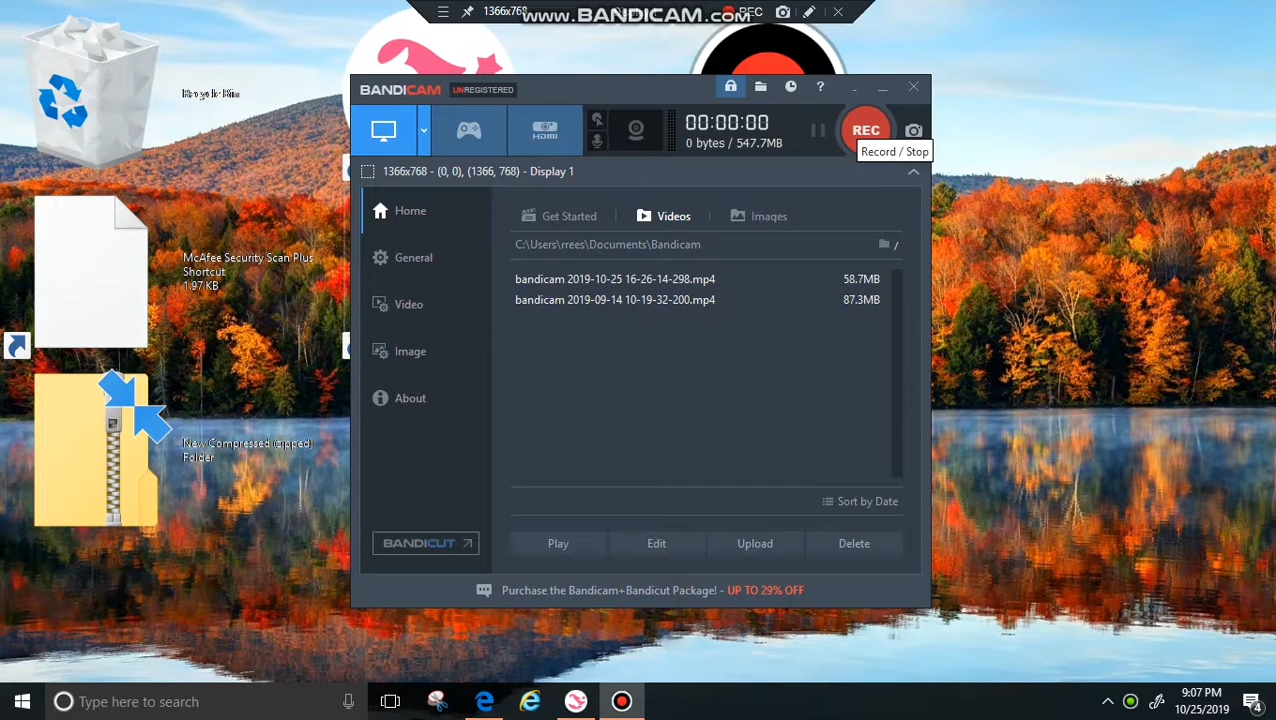 1366x768
www.BANDICAM.com
REC
Recycle Bin
BANDICAM
UNREGISTERED
?
HDMI
00:00:00
0 bytes / 547.7MB
REC
Record / Stop
1366x768 - (0, 0), (1366, 768) - Display 1
Home
General
Video
Image
About
Get Started
Videos
Images
C:\Users\rrees\Documents\Bandicam
/
bandicam 2019-10-25 16-26-14-298.mp4 58.7MB
bandicam 2019-09-14 10-19-32-200.mp4 87.3MB
Sort by Date
Play
Edit
Upload
Delete
BANDICUT
Purchase the Bandicam+Bandicut Package! - UP TO 29% OFF
McAfee Security Scan Plus
Shortcut
1.97 KB
New Compressed (zipped)
Folder
Type here to search
9:07 PM
10/25/2019
4